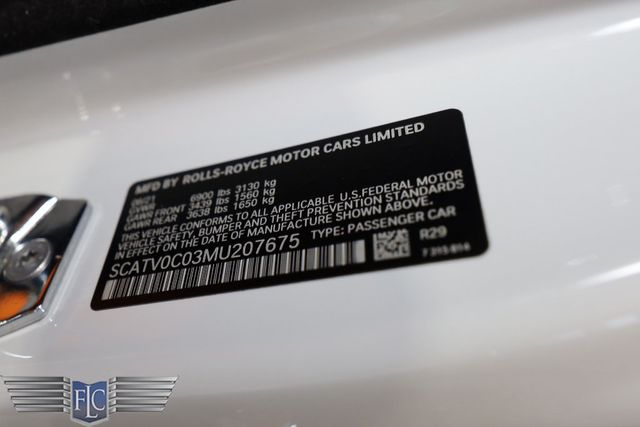 MFD BY ROLLS-ROYCE MOTOR CARS LIMITED
06/21
GVWR 6900 lbs 3130 kg
GAWR FRONT 3439 lbs 1560 kg
GAWR REAR 3638 lbs 1650 kg
THIS VEHICLE CONFORMS TO ALL APPLICABLE U.S.FEDERAL MOTOR
VEHICLE SAFETY, BUMPER AND THEFT PREVENTION STANDARDS
IN EFFECT ON THE DATE OF MANUFACTURE SHOWN ABOVE.
SCATV0C03MU207675 TYPE: PASSENGER CAR
R29
FLC